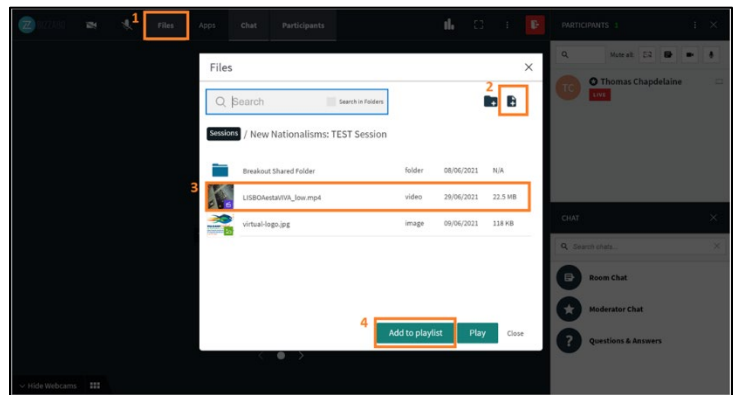 1
Files
Apps
Chat
Participants
PARTICIPANTS 3
Mute all:
TC
Thomas Chapdelaine
LIVE
Files
2
Search
Search in Folders
Sessions / New Nationalisms: TEST Session
Breakout Shared Folder folder 08/06/2021 N/A
3
LISBOAestaVIVA_low.mp4 video 29/06/2021 22.5 MB
virtual-logo.jpg image 09/06/2021 118 KB
4
Add to playlist
Play
Close
CHAT
Search chats...
Room Chat
Moderator Chat
? Questions & Answers
Hide Webcams